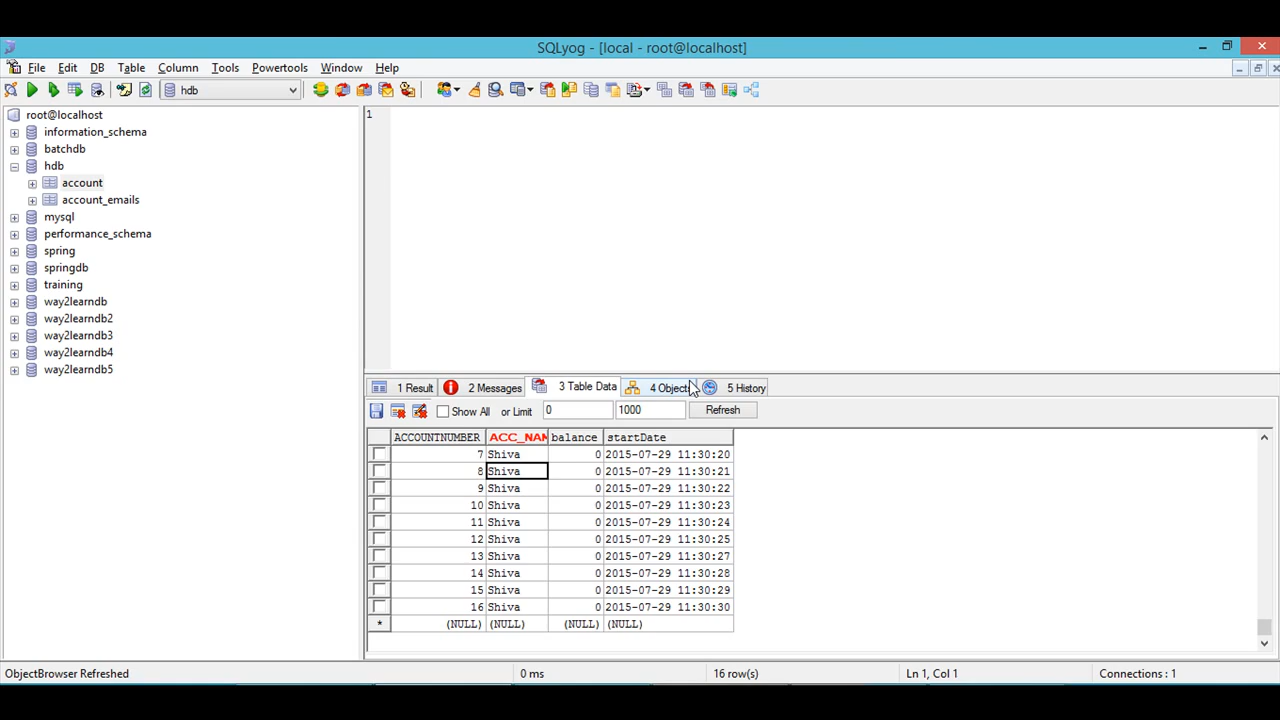 SQLyog - [local - root@localhost]
File Edit DB Table Column Tools Powertools Window Help
hdb
root@localhost
information_schema
batchdb
hdb
account
account_emails
mysql
performance_schema
spring
springdb
training
way2learndb
way2learndb2
way2learndb3
way2learndb4
way2learndb5
1
1 Result 2 Messages 3 Table Data 4 Objects 5 History
Show All or Limit 0 1000 Refresh
ACCOUNTNUMBER ACC_NAM balance startDate
7 Shiva 0 2015-07-29 11:30:20
8 Shiva 0 2015-07-29 11:30:21
9 Shiva 0 2015-07-29 11:30:22
10 Shiva 0 2015-07-29 11:30:23
11 Shiva 0 2015-07-29 11:30:24
12 Shiva 0 2015-07-29 11:30:25
13 Shiva 0 2015-07-29 11:30:27
14 Shiva 0 2015-07-29 11:30:28
15 Shiva 0 2015-07-29 11:30:29
16 Shiva 0 2015-07-29 11:30:30
* (NULL) (NULL) (NULL) (NULL)
ObjectBrowser Refreshed 0 ms 16 row(s) Ln 1, Col 1 Connections : 1